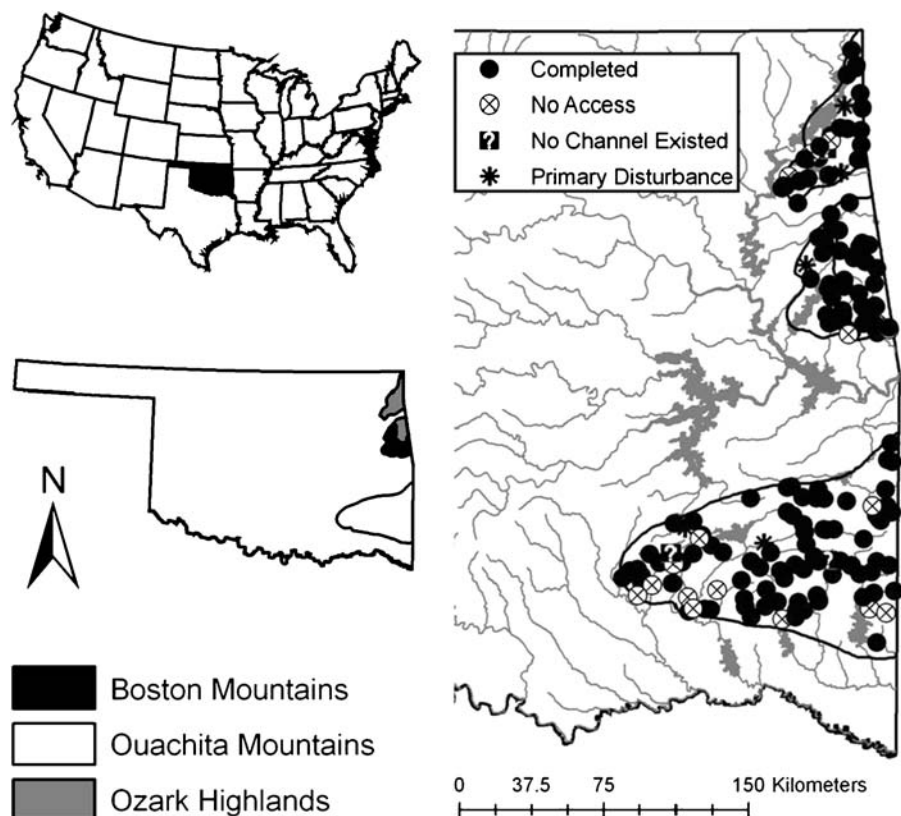 Completed
No Access
No Channel Existed
Primary Disturbance
N
Boston Mountains
Ouachita Mountains
Ozark Highlands
0 37.5 75 150 Kilometers